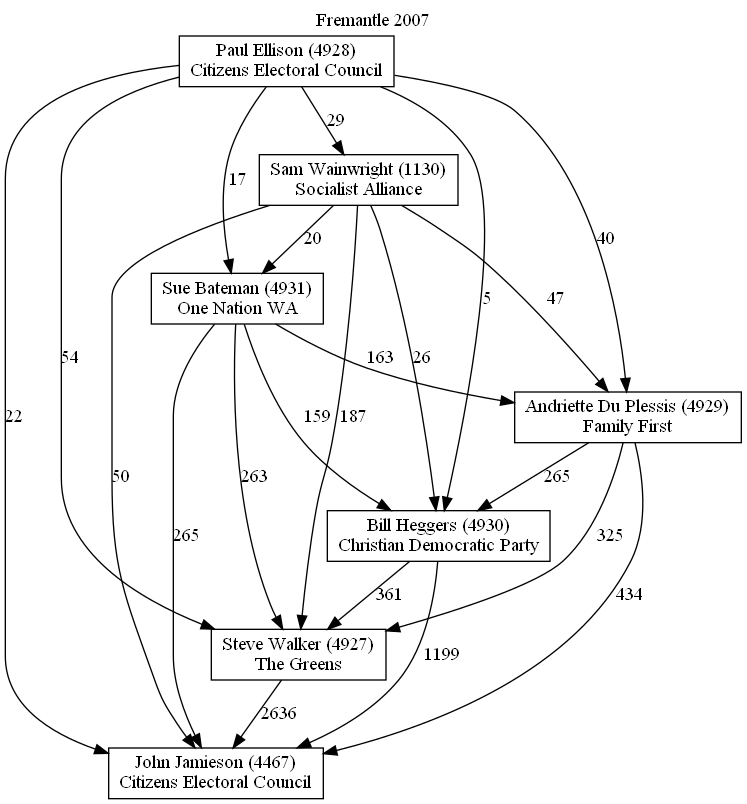 Fremantle 2007
Paul Ellison (4928)
Citizens Electoral Council
29
Sam Wainwright (1130)
Socialist Alliance
17
20
40
47
5
Sue Bateman (4931)
One Nation WA
54
163
26
22
159
187
Andriette Du Plessis (4929)
Family First
50
263
265
265
Bill Heggers (4930)
Christian Democratic Party
325
361
434
Steve Walker (4927)
The Greens
1199
2636
John Jamieson (4467)
Citizens Electoral Council